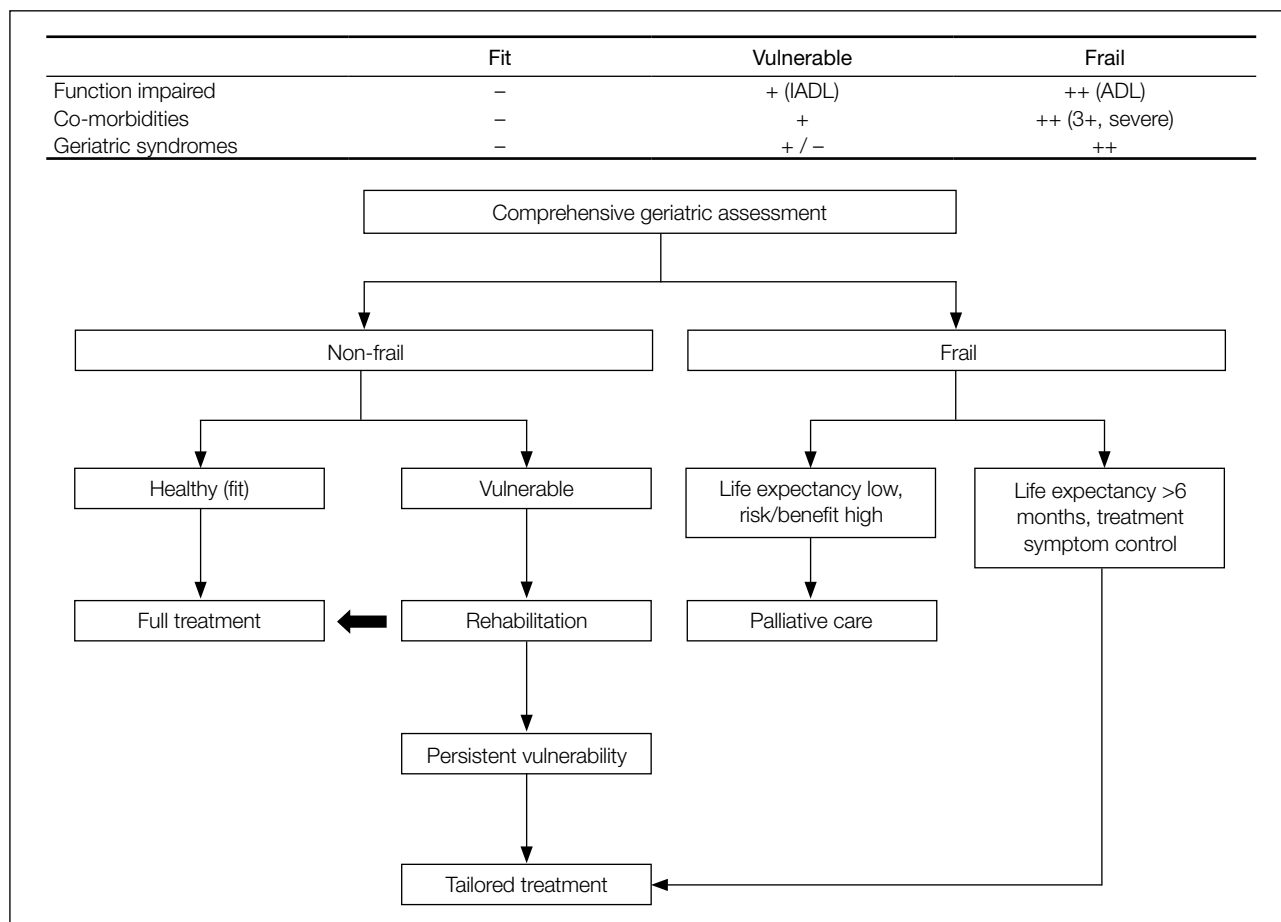 Fit Vulnerable Frail
Function impaired – + (IADL) ++ (ADL)
Co-morbidities – + ++ (3+, severe)
Geriatric syndromes – + / – ++
Comprehensive geriatric assessment
Non-frail Frail
Healthy (fit) Vulnerable
Life expectancy low,
risk/benefit high
Life expectancy >6
months, treatment
symptom control
Full treatment Rehabilitation Palliative care
Persistent vulnerability
Tailored treatment